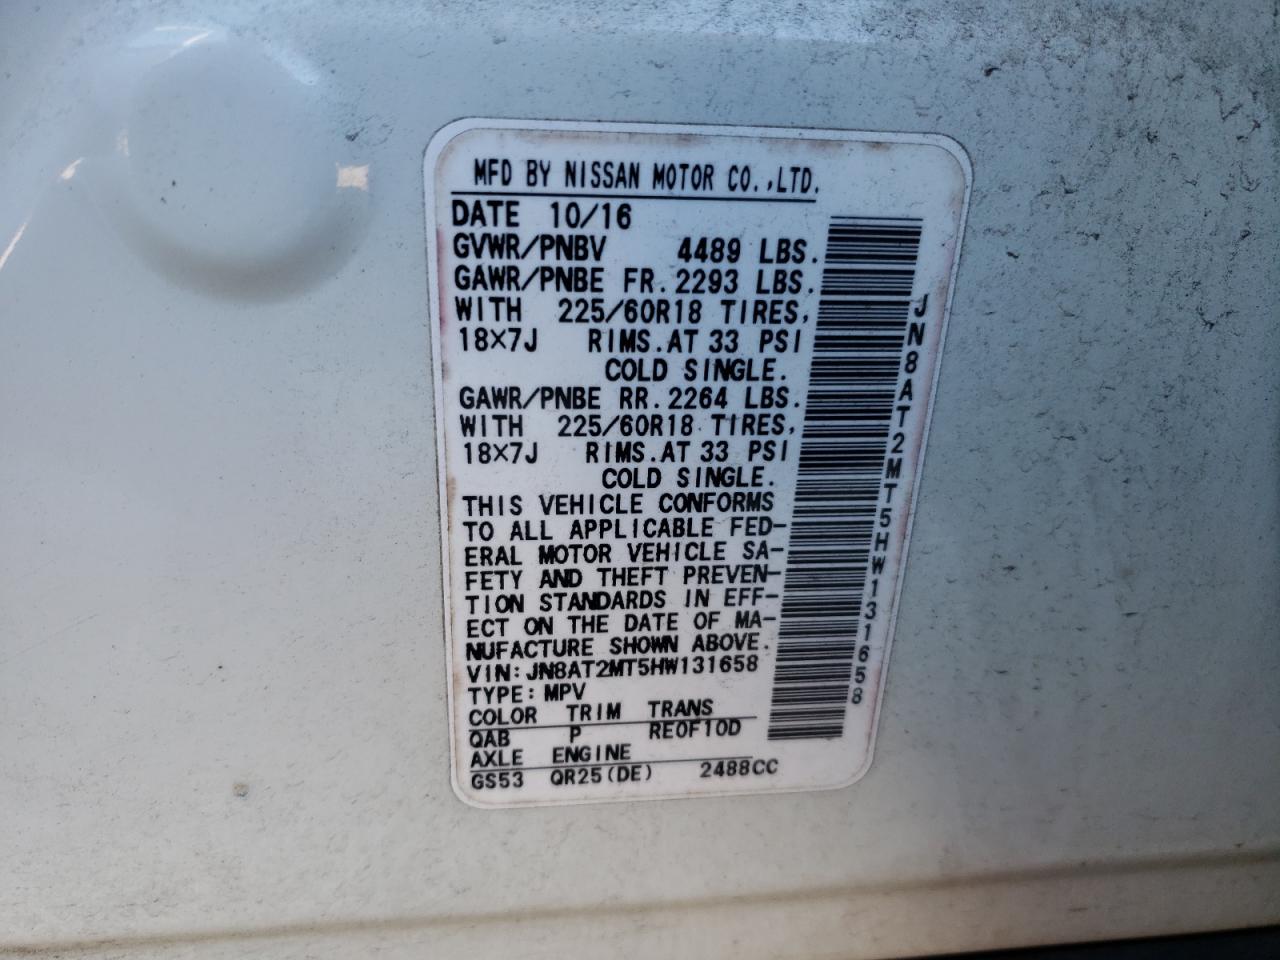 MFD BY NISSAN MOTOR CO.,LTD.
DATE 10/16
GVWR/PNBV 4489 LBS.
GAWR/PNBE FR.2293 LBS.
WITH 225/60R18 TIRES,
18×7J RIMS.AT 33 PSI
COLD SINGLE.
GAWR/PNBE RR.2264 LBS.
WITH 225/60R18 TIRES,
18×7J RIMS.AT 33 PSI
COLD SINGLE.
THIS VEHICLE CONFORMS
TO ALL APPLICABLE FED-
ERAL MOTOR VEHICLE SA-
FETY AND THEFT PREVEN-
TION STANDARDS IN EFF-
ECT ON THE DATE OF MA-
NUFACTURE SHOWN ABOVE.
VIN:JN8AT2MT5HW131658
TYPE:MPV
COLOR TRIM TRANS
QAB P RE0F10D
AXLE ENGINE
GS53 QR25(DE) 2488CC
JN8AT2MT5HW131658